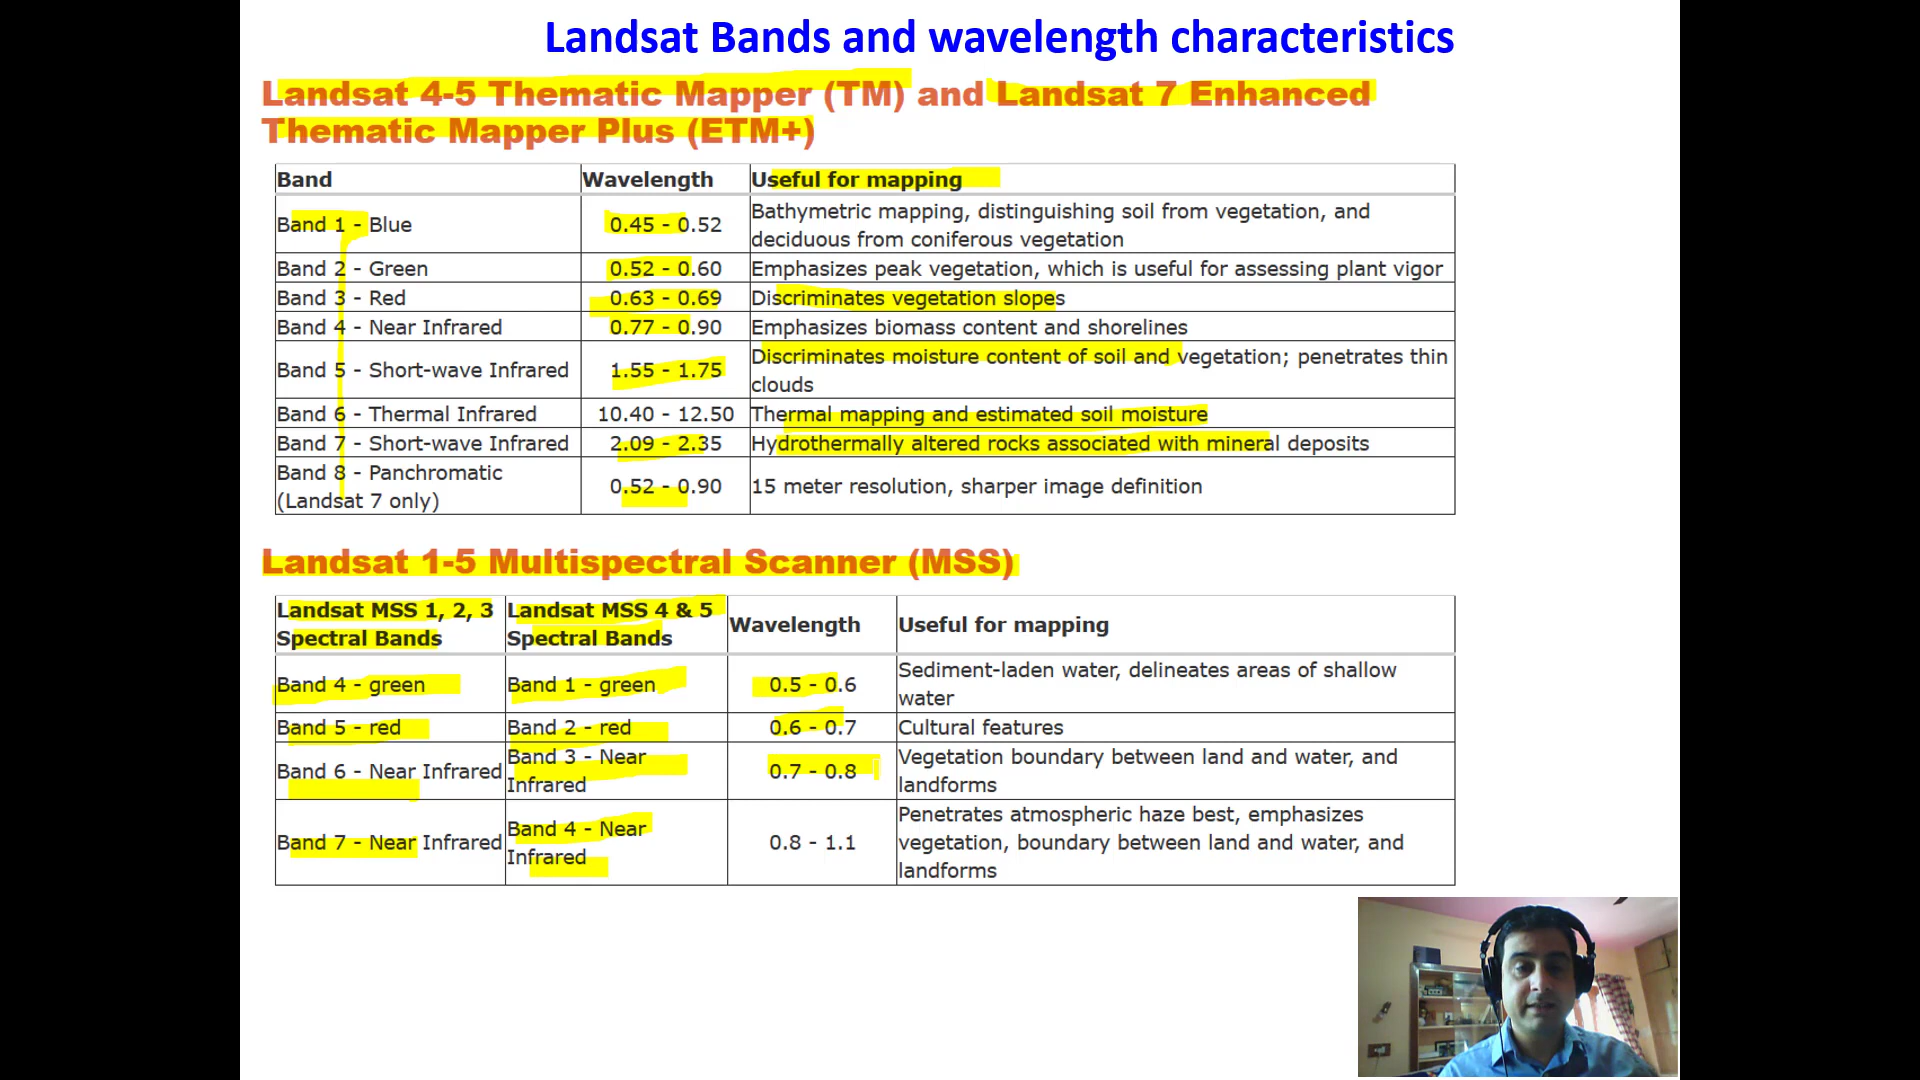 Landsat Bands and wavelength characteristics
Landsat 4-5 Thematic Mapper (TM) and Landsat 7 Enhanced
Thematic Mapper Plus (ETM+)
Band Wavelength Useful for mapping
Band 1 - Blue 0.45 - 0.52 Bathymetric mapping, distinguishing soil from vegetation, and
deciduous from coniferous vegetation
Band 2 - Green 0.52 - 0.60 Emphasizes peak vegetation, which is useful for assessing plant vigor
Band 3 - Red 0.63 - 0.69 Discriminates vegetation slopes
Band 4 - Near Infrared 0.77 - 0.90 Emphasizes biomass content and shorelines
Band 5 - Short-wave Infrared 1.55 - 1.75 Discriminates moisture content of soil and vegetation; penetrates thin
clouds
Band 6 - Thermal Infrared 10.40 - 12.50 Thermal mapping and estimated soil moisture
Band 7 - Short-wave Infrared 2.09 - 2.35 Hydrothermally altered rocks associated with mineral deposits
Band 8 - Panchromatic
(Landsat 7 only) 0.52 - 0.90 15 meter resolution, sharper image definition
Landsat 1-5 Multispectral Scanner (MSS)
Landsat MSS 1, 2, 3
Spectral Bands
Landsat MSS 4 & 5
Spectral Bands
Wavelength Useful for mapping
Band 4 - green Band 1 - green 0.5 - 0.6 Sediment-laden water, delineates areas of shallow
water
Band 5 - red Band 2 - red 0.6 - 0.7 Cultural features
Band 6 - Near Infrared Band 3 - Near
Infrared
0.7 - 0.8 Vegetation boundary between land and water, and
landforms
Band 7 - Near Infrared Band 4 - Near
Infrared
0.8 - 1.1 Penetrates atmospheric haze best, emphasizes
vegetation, boundary between land and water, and
landforms